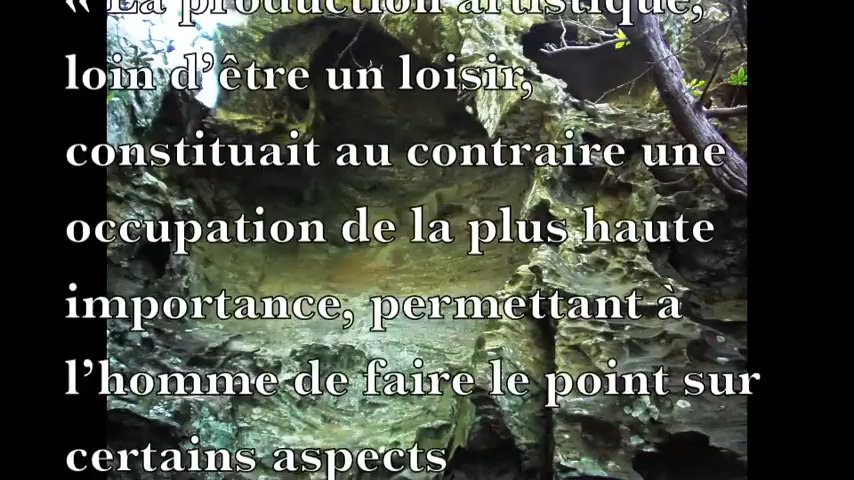 « La production artistique,
loin d’être un loisir,
constituait au contraire une
occupation de la plus haute
importance, permettant à
l’homme de faire le point sur
certains aspects